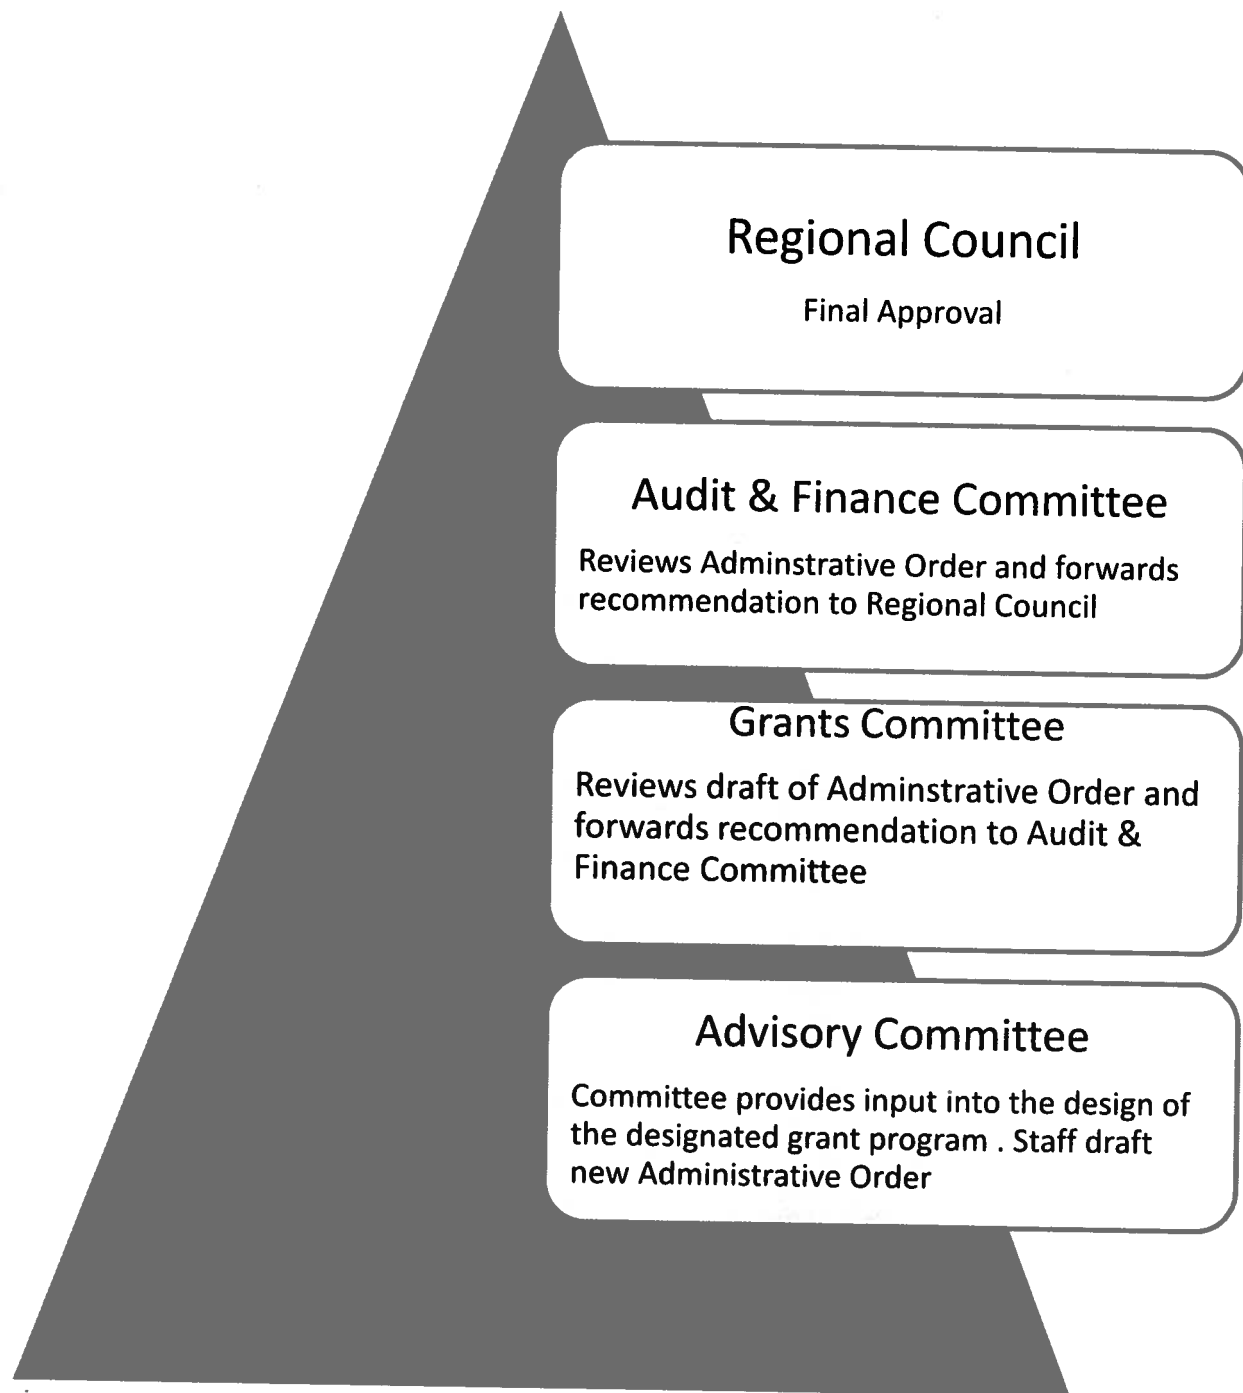 Regional Council
Final Approval
Audit & Finance Committee
Reviews Adminstrative Order and forwards
recommendation to Regional Council
Grants Committee
Reviews draft of Adminstrative Order and
forwards recommendation to Audit &
Finance Committee
Advisory Committee
Committee provides input into the design of
the designated grant program . Staff draft
new Administrative Order